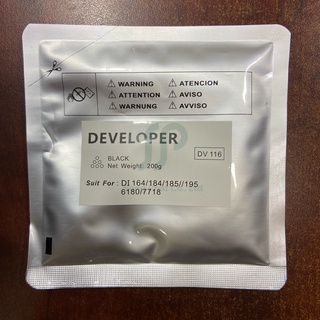 ⚠ WARNING ⚠ ATENCION
⚠ ATTENTION ⚠ AVISO
⚠ WARNUNG ⚠ AVVISO
DEVELOPER
BLACK DV 116
Net Weight: 200g
Suit For : DI 164/184/185//195
6180/7718